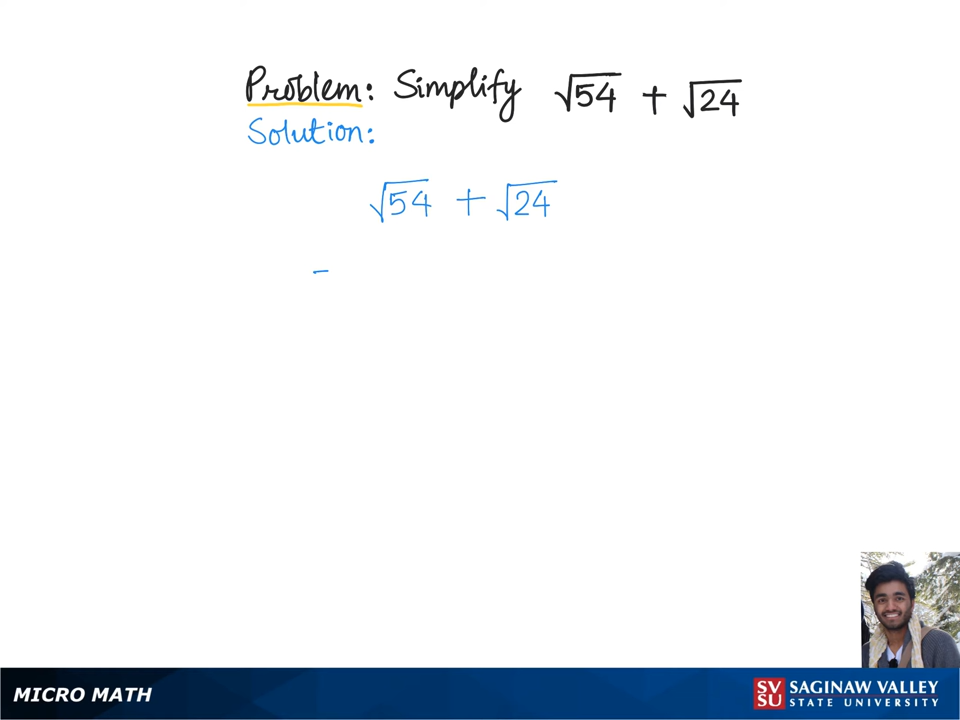 Problem: Simplify √54 + √24
Solution:
√54 + √24
=
MICRO MATH
SVSU SAGINAW VALLEY STATE UNIVERSITY